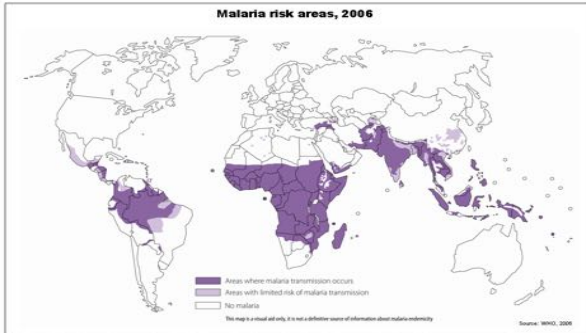 Malaria risk areas, 2006
Areas where malaria transmission occurs
Areas with limited risk of malaria transmission
No malaria
This map is a visual aid only, it is not a definitive source of information about malaria endemicity
Source: WHO, 2006